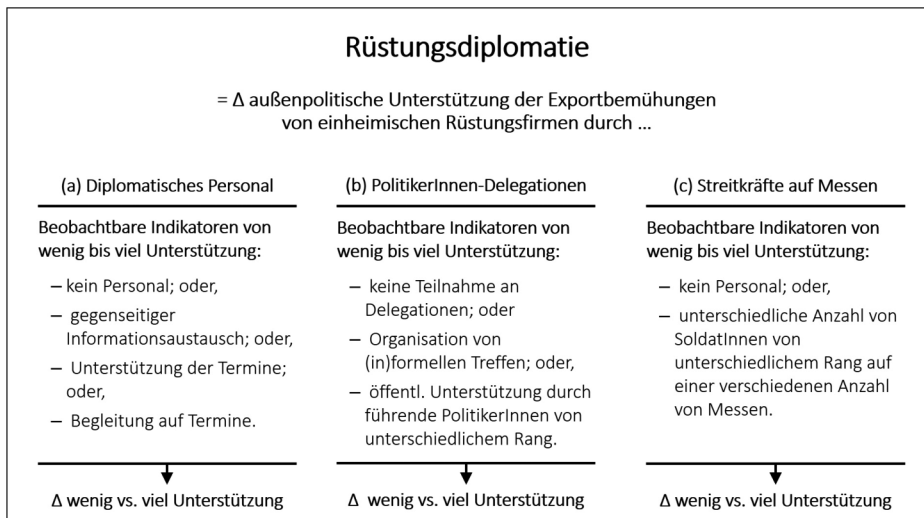 Rüstungsdiplomatie
= Δ außenpolitische Unterstützung der Exportbemühungen
von einheimischen Rüstungsfirmen durch ...
(a) Diplomatisches Personal
Beobachtbare Indikatoren von
wenig bis viel Unterstützung:
– kein Personal; oder,
– gegenseitiger
Informationsaustausch; oder,
– Unterstützung der Termine;
oder,
– Begleitung auf Termine.
Δ wenig vs. viel Unterstützung
(b) PolitikerInnen-Delegationen
Beobachtbare Indikatoren von
wenig bis viel Unterstützung:
– keine Teilnahme an
Delegationen; oder
– Organisation von
(in)formellen Treffen; oder,
– öffentl. Unterstützung durch
führende PolitikerInnen von
unterschiedlichem Rang.
Δ wenig vs. viel Unterstützung
(c) Streitkräfte auf Messen
Beobachtbare Indikatoren von
wenig bis viel Unterstützung:
– kein Personal; oder,
– unterschiedliche Anzahl von
SoldatInnen von
unterschiedlichem Rang auf
einer verschiedenen Anzahl
von Messen.
Δ wenig vs. viel Unterstützung